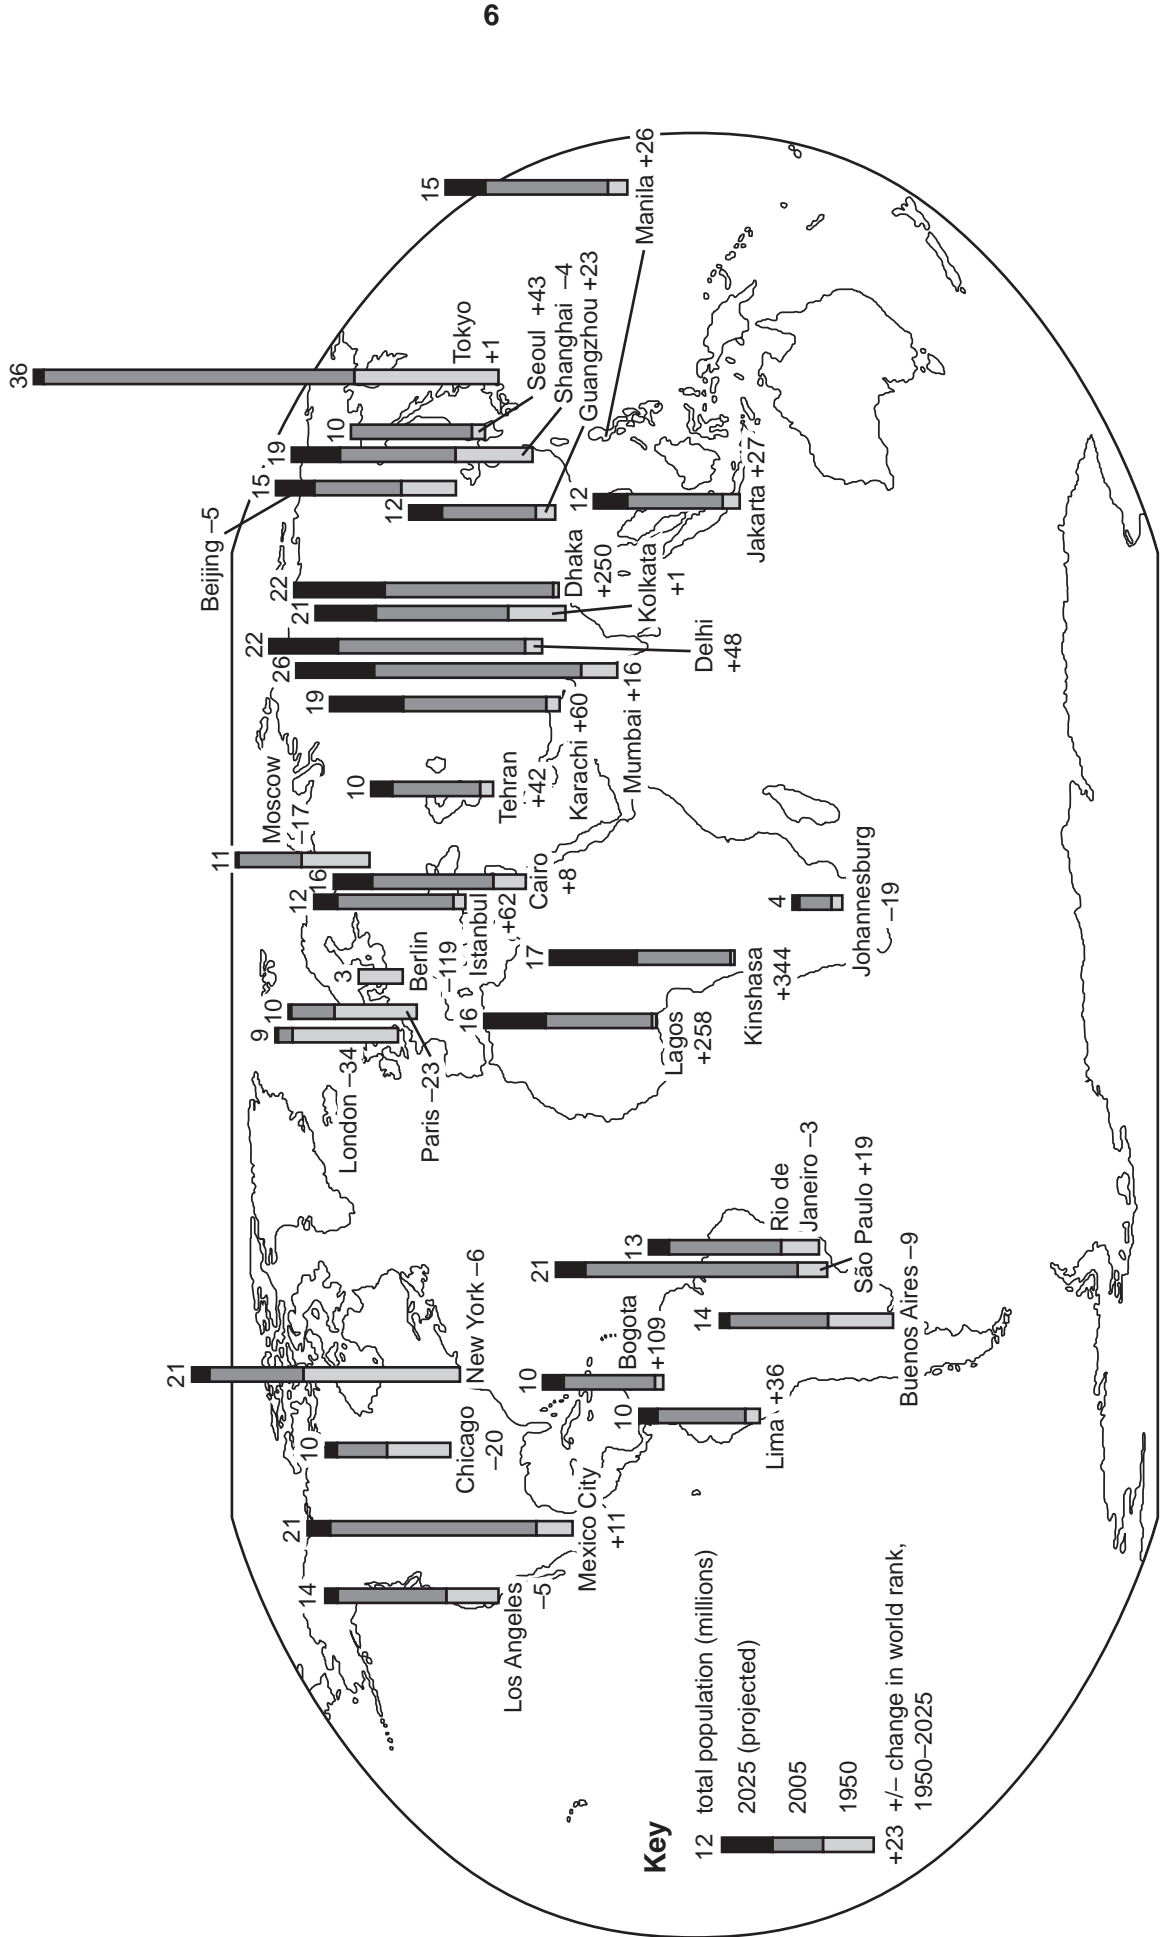 6
36
15
Tokyo
+1
10
Seoul +43
19
Shanghai –4
Guangzhou +23
Manila +26
15
Beijing –5
12
12
Jakarta +27
22
Dhaka
+250
21
Kolkata
+1
22
Delhi
+48
26
Mumbai +16
19
Karachi +60
10
Tehran
+42
Moscow
–17
11
16
Cairo
+8
12
Istanbul
+62
3
Berlin
–119
10
Paris –23
9
London –34
17
Kinshasa
+344
16
Lagos
+258
4
Johannesburg
–19
13
Rio de
Janeiro –3
21
São Paulo +19
14
Buenos Aires –9
21
New York –6
10
Bogota
+109
10
Lima +36
10
Chicago
–20
21
Mexico City
+11
14
Los Angeles
–5
Key
12 total population (millions)
2025 (projected)
2005
1950
+23 +/– change in world rank,
1950–2025